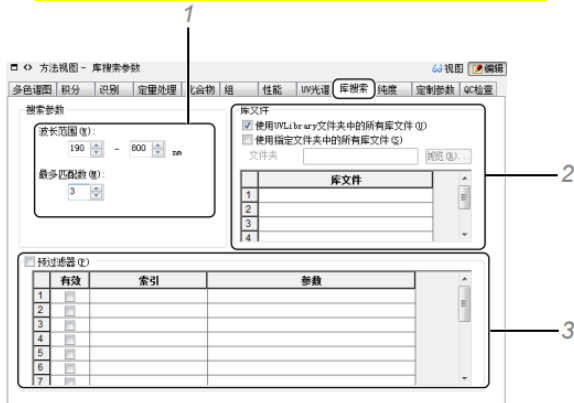 1
方法视图 - 库搜索参数 视图 编辑
多色谱图 积分 识别 定量处理 化合物 组 性能 UV光谱 库搜索 纯度 定制参数 QC检查
搜索参数
波长范围(W):
190 - 800 nm
最多匹配数(M):
3
库文件
使用UVLibrary文件夹中的所有库文件(U)
使用指定文件夹中的所有库文件(S)
文件夹 浏览(B)...
库文件
1
2
3
4
2
预过滤器(P)
有效 索引 参数
1
2
3
4
5
6
7
3